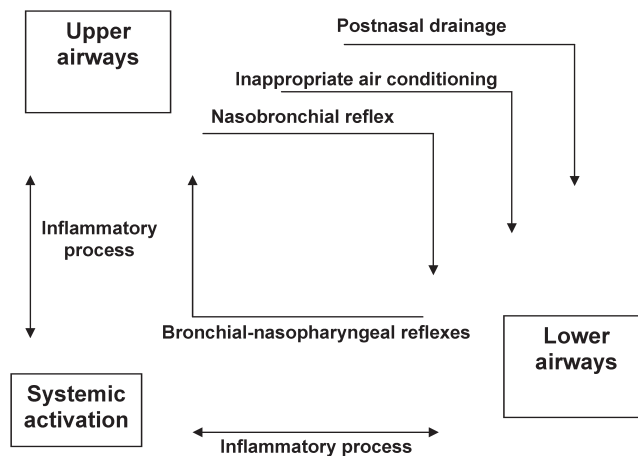 Upper
airways
Postnasal drainage
Inappropriate air conditioning
Nasobronchial reflex
Inflammatory
process
Bronchial-nasopharyngeal reflexes
Lower
airways
Systemic
activation
Inflammatory process